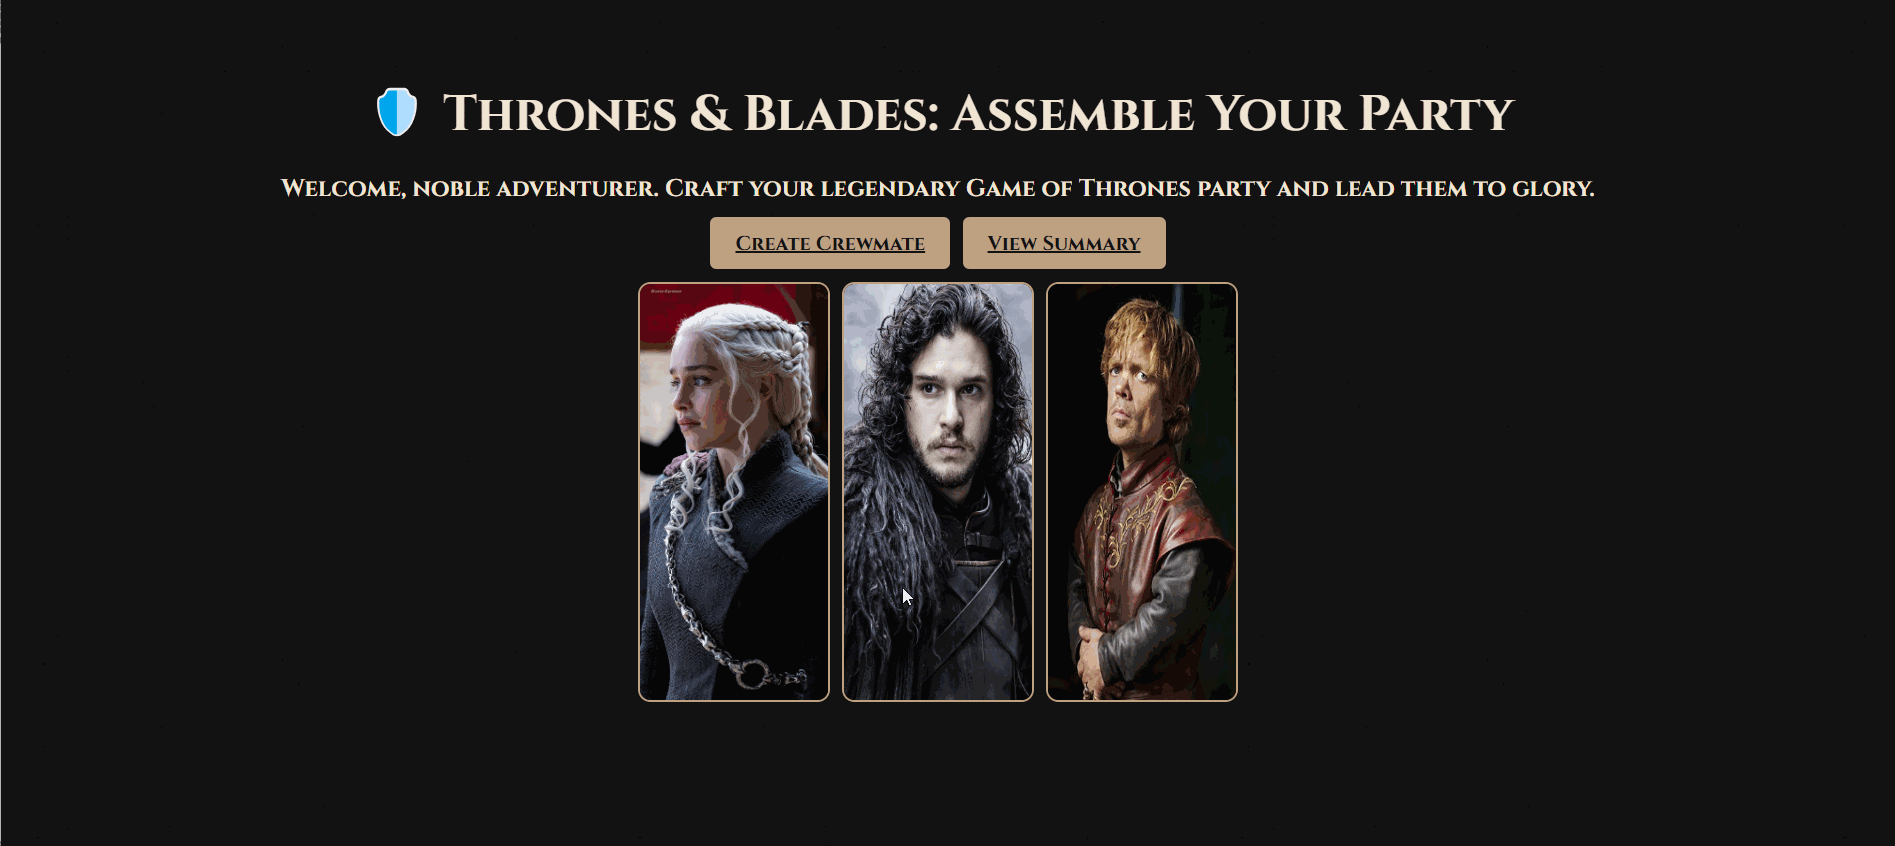 Thrones & Blades: Assemble Your Party
Welcome, noble adventurer. Craft your legendary Game of Thrones party and lead them to glory.
Create Crewmate
View Summary